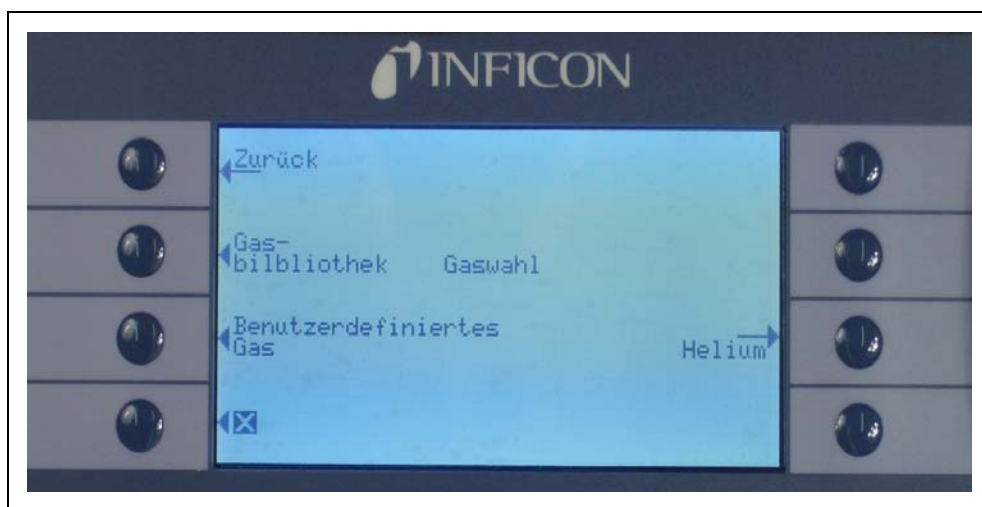 INFICON
Zurück
Gas-
bilbliothek Gaswahl
Benutzerdefiniertes
Gas
Helium